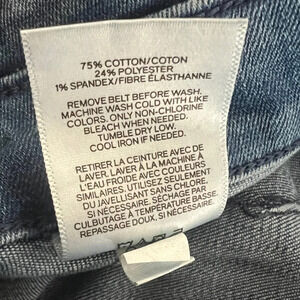 75% COTTON/COTON
24% POLYESTER
1% SPANDEX/FIBRE ÉLASTHANNE
REMOVE BELT BEFORE WASH.
MACHINE WASH COLD WITH LIKE
COLORS. ONLY NON-CHLORINE
BLEACH WHEN NEEDED.
TUMBLE DRY LOW.
COOL IRON IF NEEDED.
RETIRER LA CEINTURE AVEC DE
LAVER. LAVER À LA MACHINE À
L'EAU FROIDE AVEC COULEURS
SIMILAIRES. UTILISEZ SEULEMENT
DU JAVELLISANT SANS CHLORE,
SI NÉCESSAIRE. SÉCHAGE PAR
CULBUTAGE À TEMPÉRATURE BASSE.
REPASSAGE DOUX, SI NÉCESSAIRE.